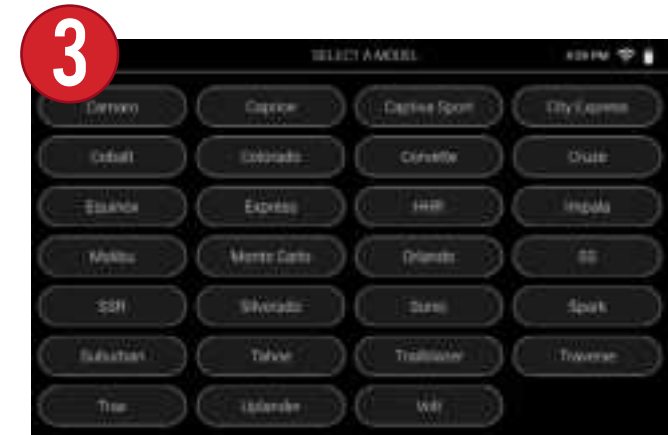 3
SELECT A MODEL
Camaro Caprice Captiva Sport City Express
Cobalt Colorado Corvette Cruze
Equinox Express HHR Impala
Malibu Monte Carlo Orlando SS
SSR Silverado Sonic Spark
Suburban Tahoe Trailblazer Traverse
Trax Uplander Volt